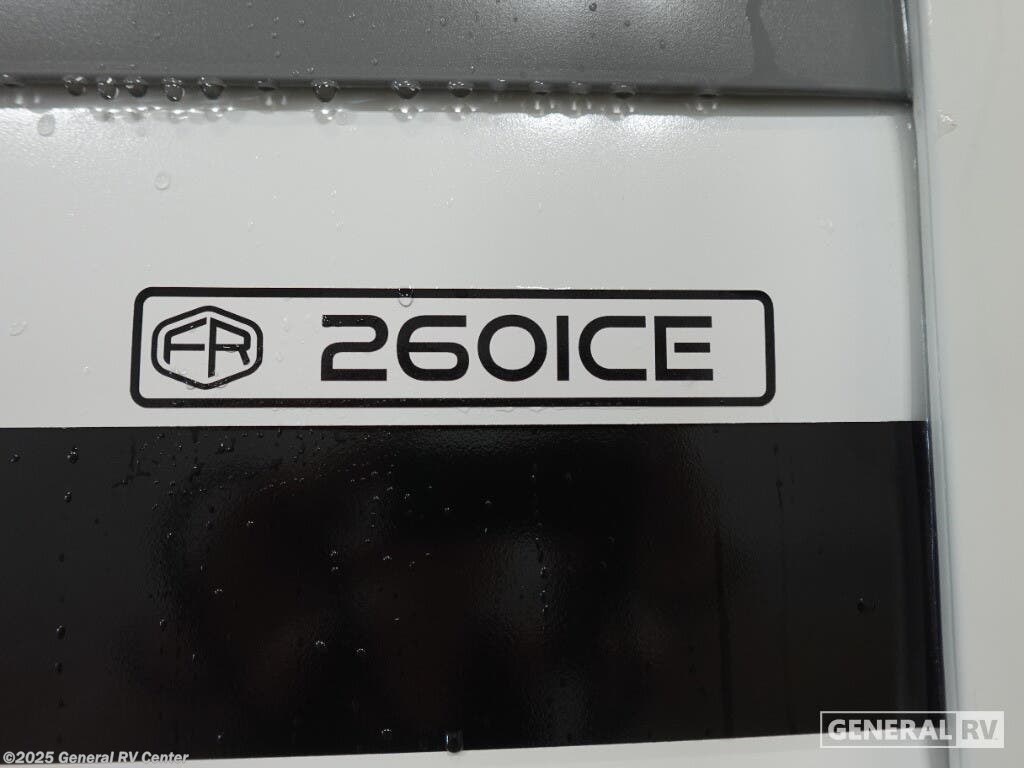 FR 2601CE
GENERAL RV
©2025 General RV Center